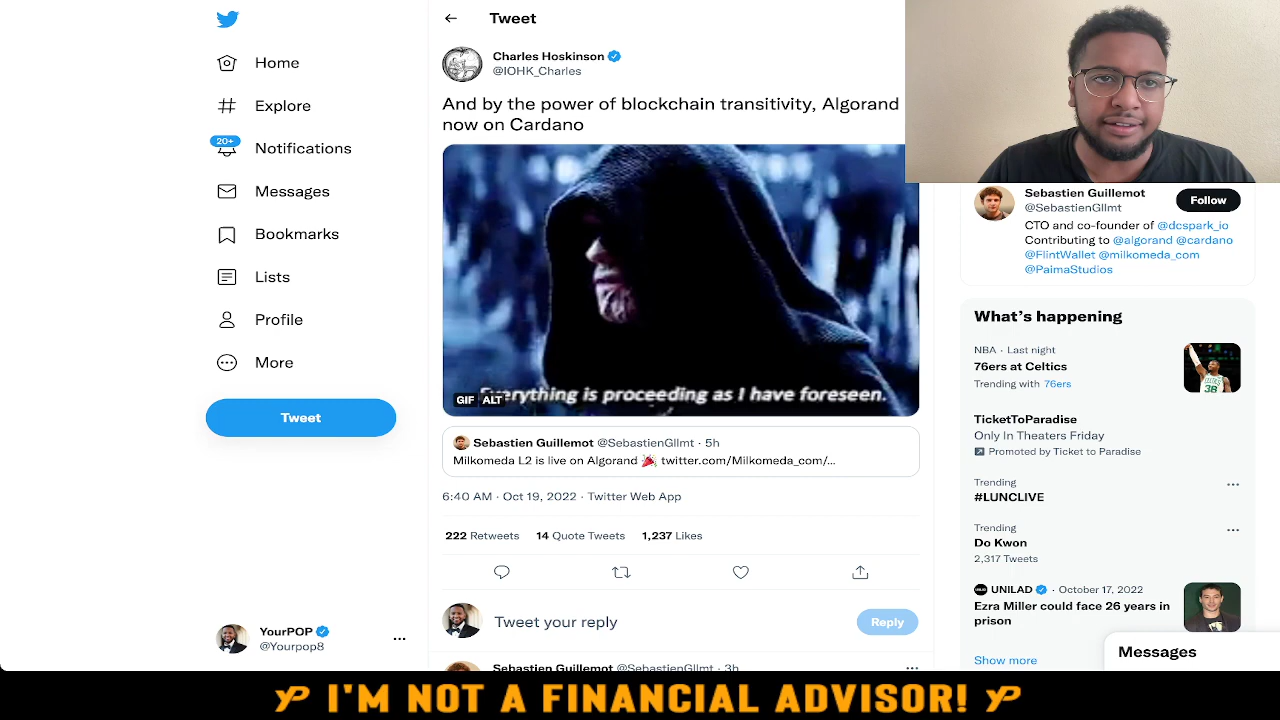 Home
Explore
20+
Notifications
Messages
Bookmarks
Lists
Profile
More
Tweet
YourPOP
@Yourpop8
Tweet
Charles Hoskinson
@IOHK_Charles
And by the power of blockchain transitivity, Algorand
now on Cardano
Everything is proceeding as I have foreseen.
GIF ALT
Sebastien Guillemot @SebastienGllmt · 5h
Milkomeda L2 is live on Algorand 🎉 twitter.com/Milkomeda_com/...
6:40 AM · Oct 19, 2022 · Twitter Web App
222 Retweets 14 Quote Tweets 1,237 Likes
Tweet your reply
Reply
Sebastien Guillemot @SebastienGllmt · 3h
Sebastien Guillemot
@SebastienGllmt
Follow
CTO and co-founder of @dcspark_io
Contributing to @algorand @cardano
@FlintWallet @milkomeda_com
@PaimaStudios
What's happening
NBA · Last night
76ers at Celtics
Trending with 76ers
TicketToParadise
Only In Theaters Friday
Promoted by Ticket to Paradise
Trending
#LUNCLIVE
Trending
Do Kwon
2,317 Tweets
UNILAD · October 17, 2022
Ezra Miller could face 26 years in
prison
Show more
Messages
YP I'M NOT A FINANCIAL ADVISOR! YP